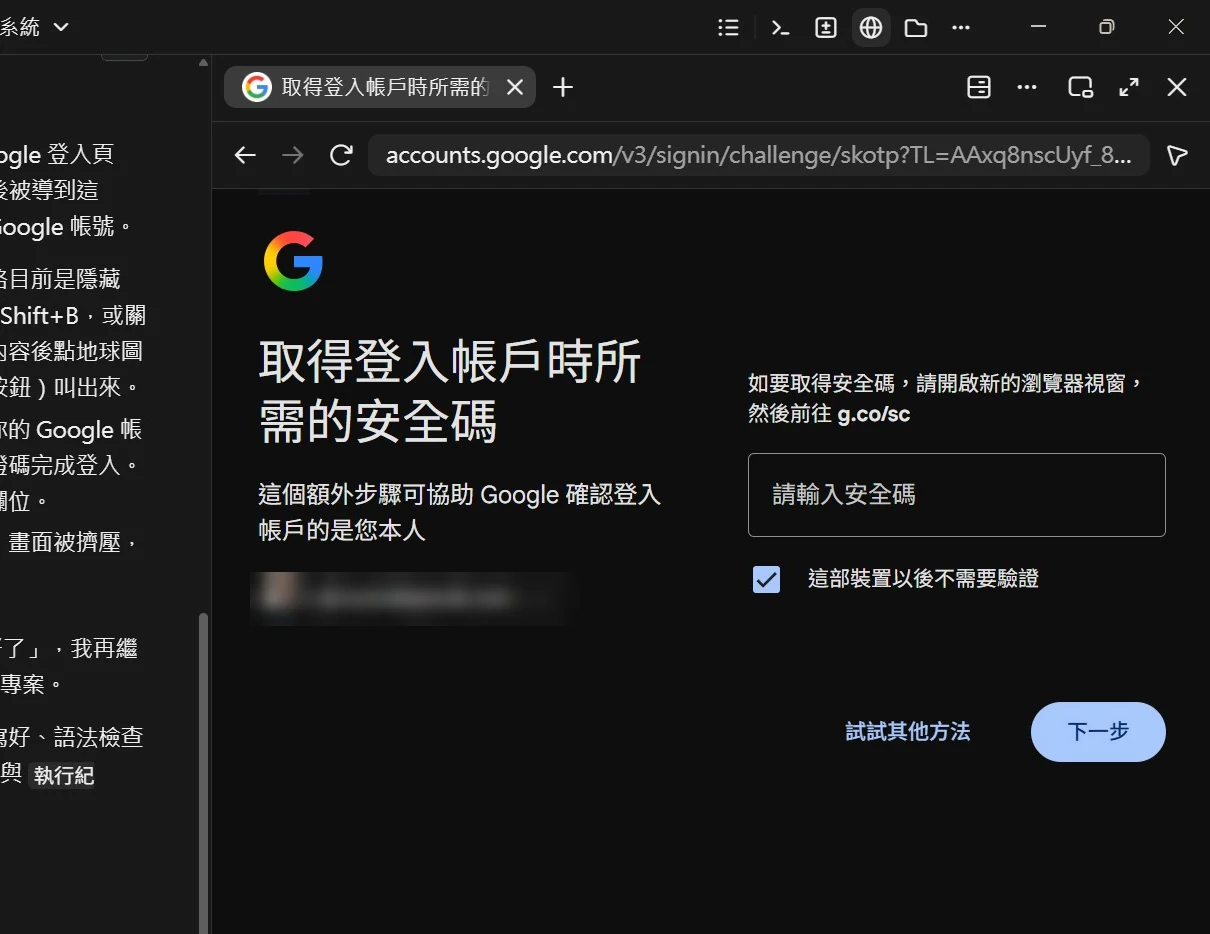 系統
取得登入帳戶時所需的
accounts.google.com/v3/signin/challenge/skotp?TL=AAxq8nscUyf_8...
ogle 登入頁
後被導到這
Google 帳號。
目前是隱藏
Shift+B，或關
內容後點地球圖
按鈕）叫出來。
你的 Google 帳
證碼完成登入。
欄位。
畫面被擠壓，
了」，我再繼
專案。
寫好、語法檢查
與 執行紀
取得登入帳戶時所
需的安全碼
這個額外步驟可協助 Google 確認登入
帳戶的是您本人
如要取得安全碼，請開啟新的瀏覽器視窗，
然後前往 g.co/sc
請輸入安全碼
這部裝置以後不需要驗證
試試其他方法
下一步